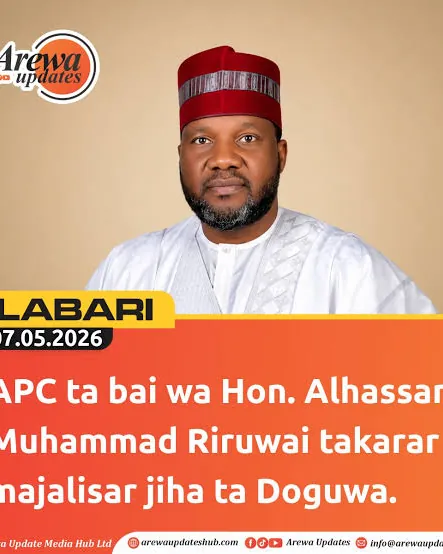 Arewa
updates
LABARI
07.05.2026
APC ta bai wa Hon. Alhassan
Muhammad Riruwai takarar
majalisar jiha ta Doguwa.
Update Media Hub Ltd
arewaupdateshub.com Arewa Updates info@arewaupda